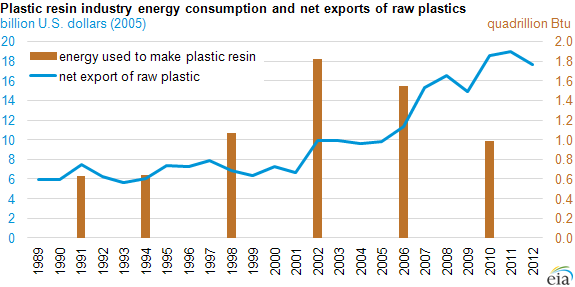 Plastic resin industry energy consumption and net exports of raw plastics
billion U.S. dollars (2005) quadrillion Btu
20 2.0
18 1.8
16 1.6
14 1.4
12 1.2
10 1.0
8 0.8
6 0.6
4 0.4
2 0.2
0 0.0
energy used to make plastic resin
net export of raw plastic
1989 1990 1991 1992 1993 1994 1995 1996 1997 1998 1999 2000 2001 2002 2003 2004 2005 2006 2007 2008 2009 2010 2011 2012
eia